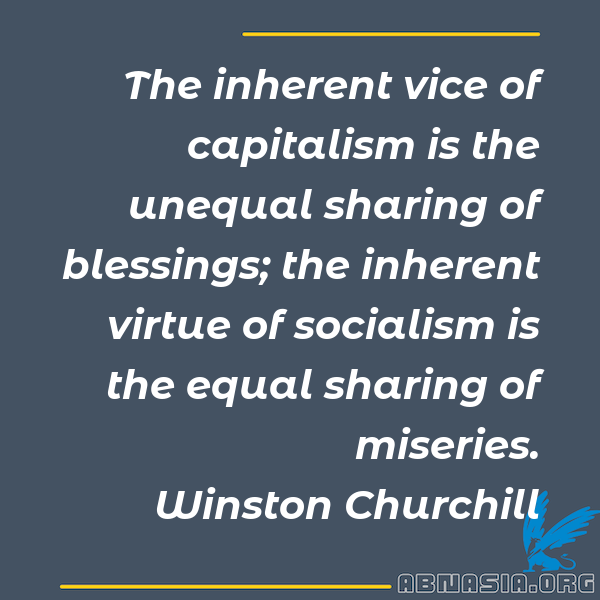 The inherent vice of
capitalism is the
unequal sharing of
blessings; the inherent
virtue of socialism is
the equal sharing of
miseries.
Winston Churchill
ABNASIA.ORG